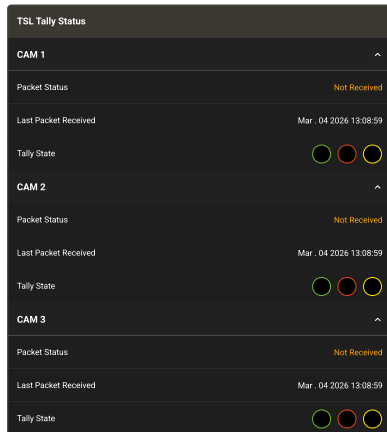 TSL Tally Status
CAM 1
Packet Status Not Received
Last Packet Received Mar . 04 2026 13:08:59
Tally State
CAM 2
Packet Status Not Received
Last Packet Received Mar . 04 2026 13:08:59
Tally State
CAM 3
Packet Status Not Received
Last Packet Received Mar . 04 2026 13:08:59
Tally State